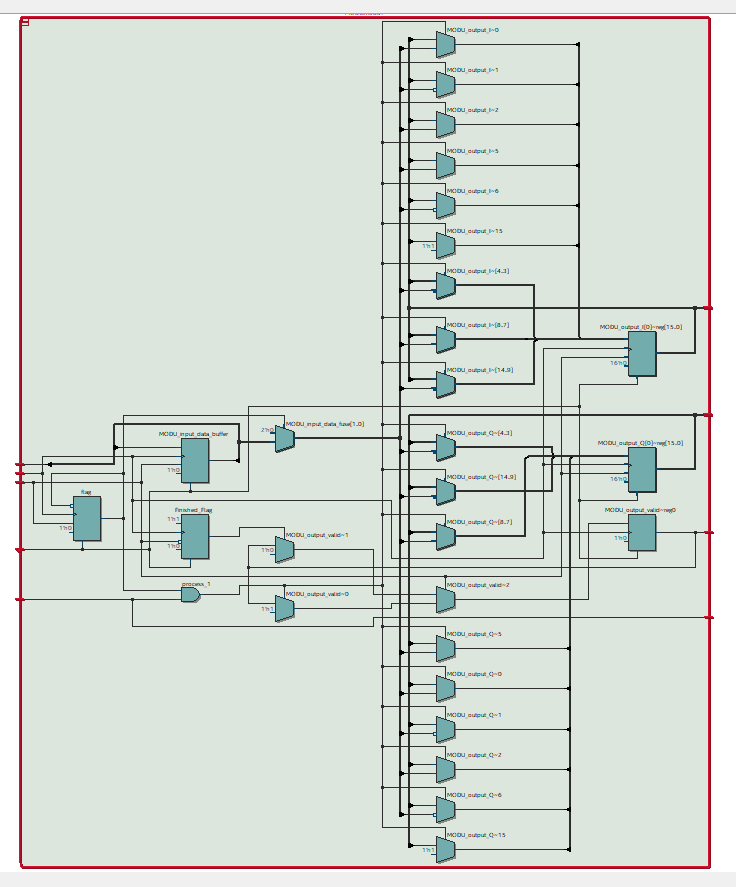 MODU_output_I~0
MODU_output_I~1
MODU_output_I~2
MODU_output_I~5
MODU_output_I~6
MODU_output_I~15
1'h1
MODU_output_I~[4..3]
MODU_output_I~[8..7]
MODU_output_I[0]~reg[15..0]
16'h0
MODU_output_I~[14..9]
MODU_input_data_fuse[1..0]
2'h0
MODU_input_data_buffer
1'h0
MODU_output_Q~[4..3]
MODU_output_Q[0]~reg[15..0]
16'h0
MODU_output_Q~[14..9]
flag
1'h0
finished_flag
1'h1
1'h0
MODU_output_Q~[8..7]
MODU_output_valid~reg0
MODU_output_valid~1
1'h0
process_1
MODU_output_valid~0
1'h1
MODU_output_valid~2
MODU_output_Q~5
MODU_output_Q~0
MODU_output_Q~1
MODU_output_Q~2
MODU_output_Q~6
MODU_output_Q~15
1'h1